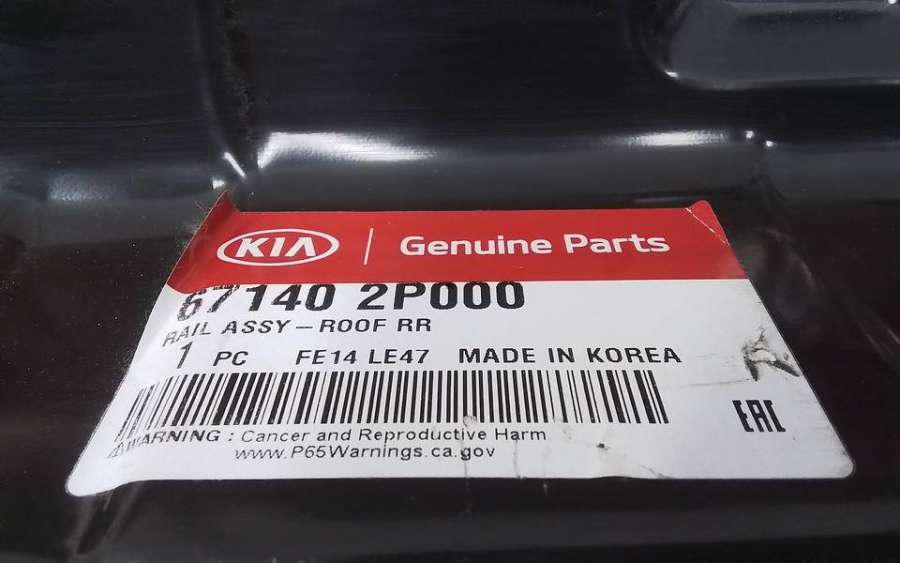 KIA | Genuine Parts
67140 2P000
RAIL ASSY-ROOF RR
1 PC FE14 LE47 MADE IN KOREA
EAC
WARNING : Cancer and Reproductive Harm
www.P65Warnings.ca.gov